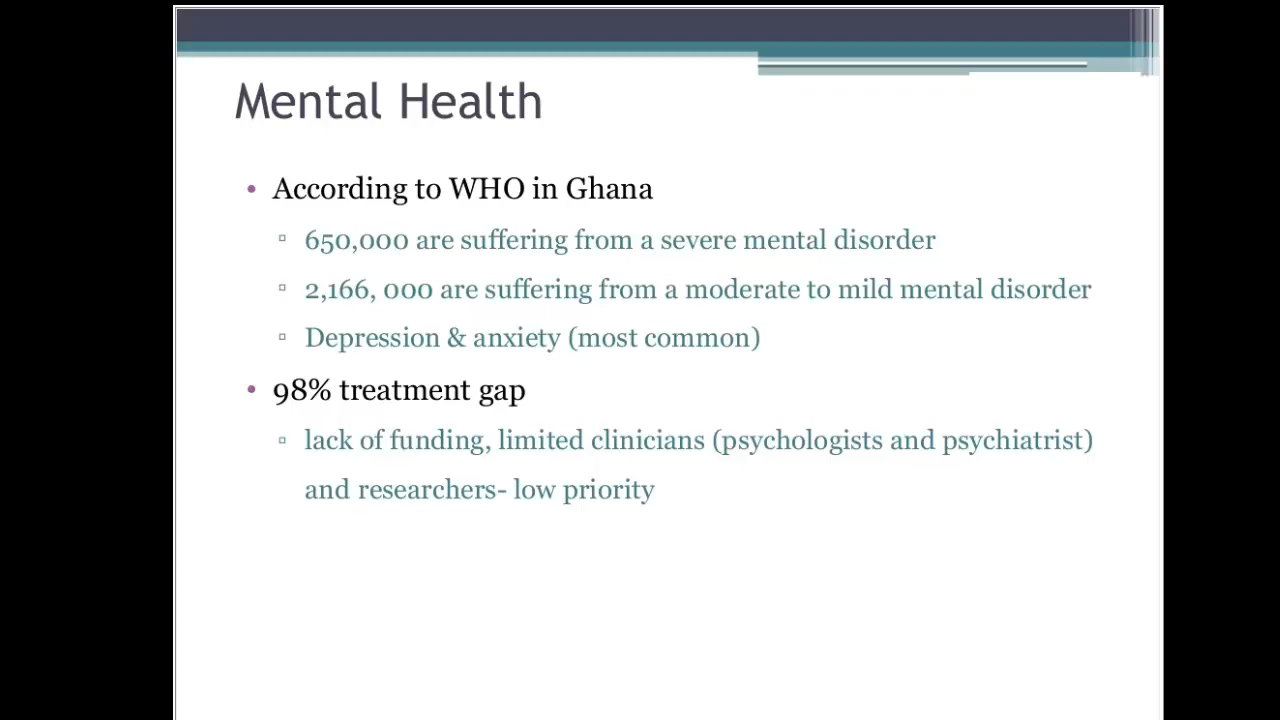 Mental Health
• According to WHO in Ghana
▫ 650,000 are suffering from a severe mental disorder
▫ 2,166, 000 are suffering from a moderate to mild mental disorder
▫ Depression & anxiety (most common)
• 98% treatment gap
▫ lack of funding, limited clinicians (psychologists and psychiatrist)
and researchers- low priority